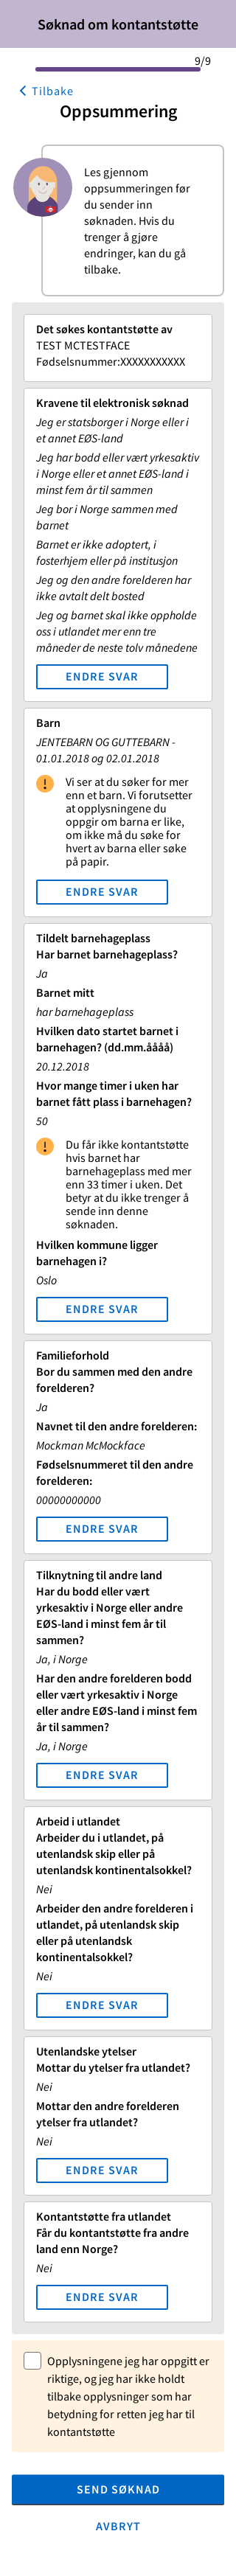 Søknad om kontantstøtte
9/9
Tilbake
Oppsummering
Les gjennom
oppsummeringen før
du sender inn
søknaden. Hvis du
trenger å gjøre
endringer, kan du gå
tilbake.
Det søkes kontantstøtte av
TEST MCTESTFACE
Fødselsnummer:XXXXXXXXXXX
Kravene til elektronisk søknad
Jeg er statsborger i Norge eller i
et annet EØS-land
Jeg har bodd eller vært yrkesaktiv
i Norge eller et annet EØS-land i
minst fem år til sammen
Jeg bor i Norge sammen med
barnet
Barnet er ikke adoptert, i
fosterhjem eller på institusjon
Jeg og den andre forelderen har
ikke avtalt delt bosted
Jeg og barnet skal ikke oppholde
oss i utlandet mer enn tre
måneder de neste tolv månedene
ENDRE SVAR
Barn
JENTEBARN OG GUTTEBARN -
01.01.2018 og 02.01.2018
Vi ser at du søker for mer
enn et barn. Vi forutsetter
at opplysningene du
oppgir om barna er like,
om ikke må du søke for
hvert av barna eller søke
på papir.
ENDRE SVAR
Tildelt barnehageplass
Har barnet barnehageplass?
Ja
Barnet mitt
har barnehageplass
Hvilken dato startet barnet i
barnehagen? (dd.mm.åååå)
20.12.2018
Hvor mange timer i uken har
barnet fått plass i barnehagen?
50
Du får ikke kontantstøtte
hvis barnet har
barnehageplass med mer
enn 33 timer i uken. Det
betyr at du ikke trenger å
sende inn denne
søknaden.
Hvilken kommune ligger
barnehagen i?
Oslo
ENDRE SVAR
Familieforhold
Bor du sammen med den andre
forelderen?
Ja
Navnet til den andre forelderen:
Mockman McMockface
Fødselsnummeret til den andre
forelderen:
00000000000
ENDRE SVAR
Tilknytning til andre land
Har du bodd eller vært
yrkesaktiv i Norge eller andre
EØS-land i minst fem år til
sammen?
Ja, i Norge
Har den andre forelderen bodd
eller vært yrkesaktiv i Norge
eller andre EØS-land i minst fem
år til sammen?
Ja, i Norge
ENDRE SVAR
Arbeid i utlandet
Arbeider du i utlandet, på
utenlandsk skip eller på
utenlandsk kontinentalsokkel?
Nei
Arbeider den andre forelderen i
utlandet, på utenlandsk skip
eller på utenlandsk
kontinentalsokkel?
Nei
ENDRE SVAR
Utenlandske ytelser
Mottar du ytelser fra utlandet?
Nei
Mottar den andre forelderen
ytelser fra utlandet?
Nei
ENDRE SVAR
Kontantstøtte fra utlandet
Får du kontantstøtte fra andre
land enn Norge?
Nei
ENDRE SVAR
Opplysningene jeg har oppgitt er
riktige, og jeg har ikke holdt
tilbake opplysninger som har
betydning for retten jeg har til
kontantstøtte
SEND SØKNAD
AVBRYT